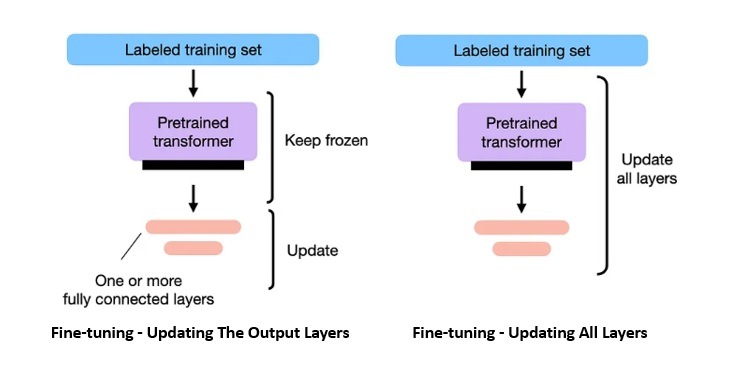 Labeled training set
Pretrained
transformer
Keep frozen
Update
One or more
fully connected layers
Fine-tuning - Updating The Output Layers
Labeled training set
Pretrained
transformer
Update
all layers
Fine-tuning - Updating All Layers